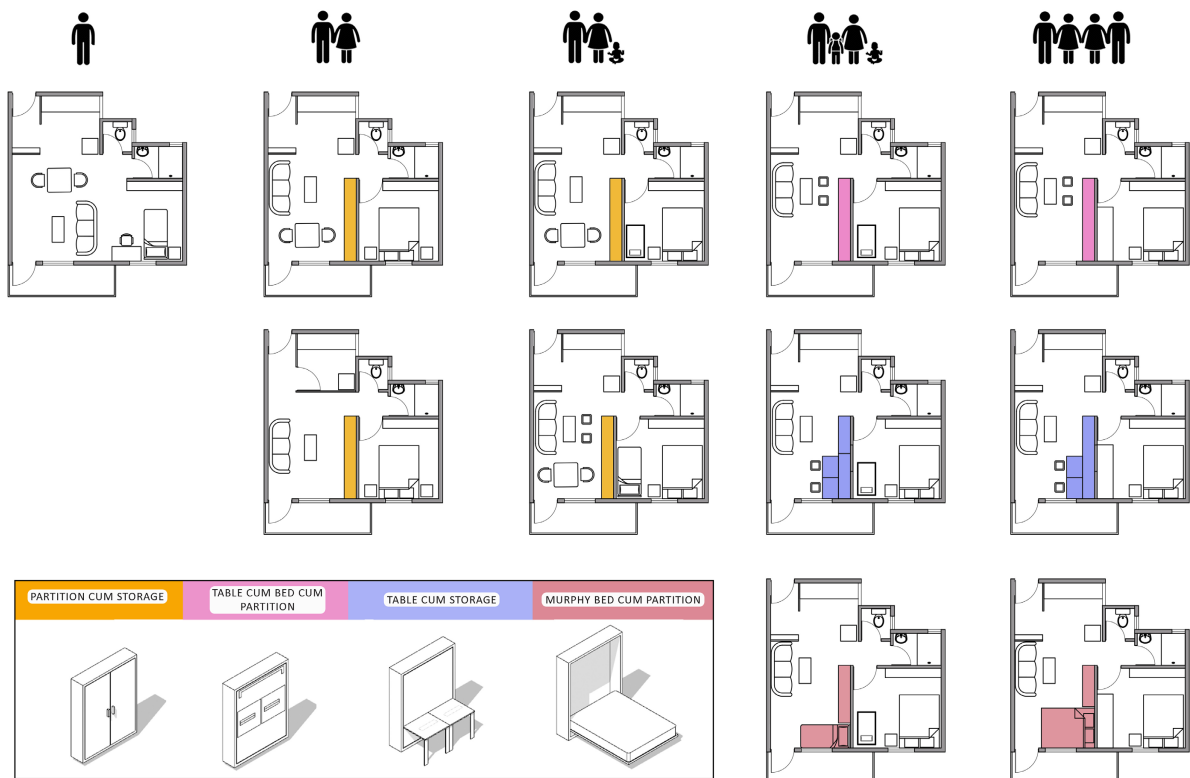 PARTITION CUM STORAGE
TABLE CUM BED CUM
PARTITION
TABLE CUM STORAGE
MURPHY BED CUM PARTITION